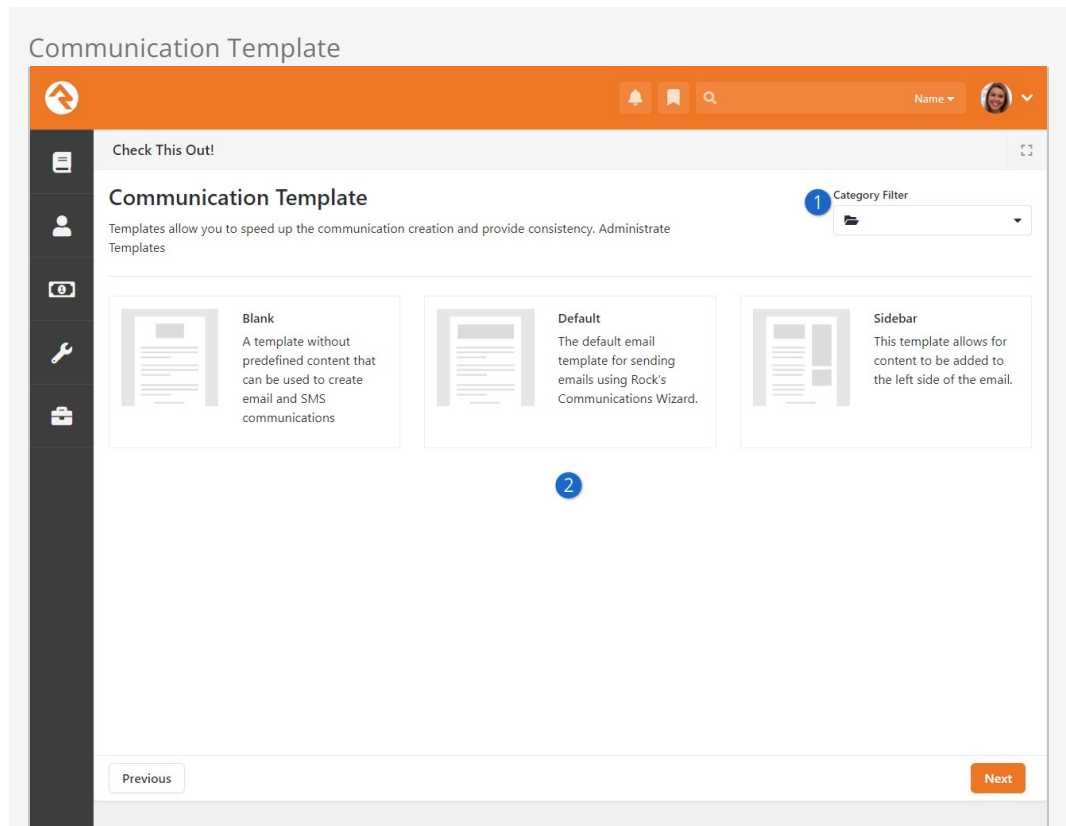 Communication Template
Name
Check This Out!
Communication Template
Templates allow you to speed up the communication creation and provide consistency. Administrate
Templates
1
Category Filter
Blank
A template without
predefined content that
can be used to create
email and SMS
communications
Default
The default email
template for sending
emails using Rock's
Communications Wizard.
Sidebar
This template allows for
content to be added to
the left side of the email.
2
Previous
Next